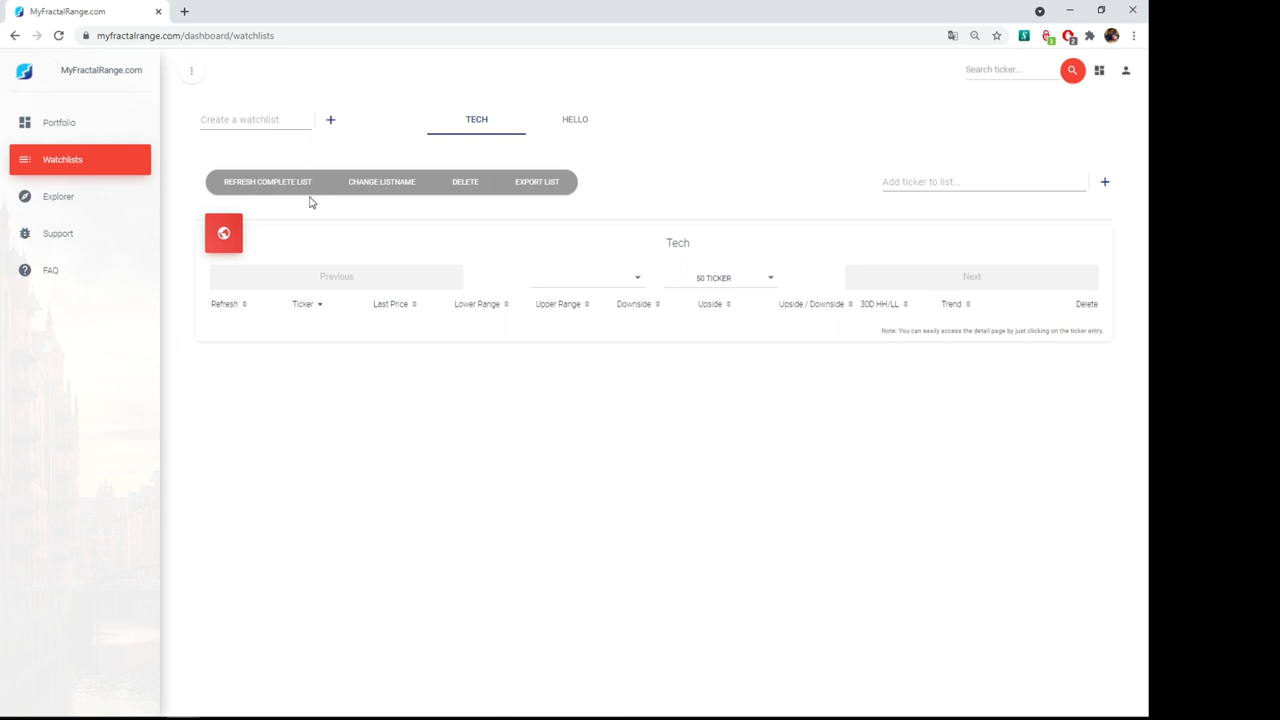 MyFractalRange.com
myfractalrange.com/dashboard/watchlists
MyFractalRange.com
Search ticker...
Portfolio
Watchlists
Explorer
Support
FAQ
Create a watchlist
TECH
HELLO
REFRESH COMPLETE LIST CHANGE LISTNAME DELETE EXPORT LIST
Add ticker to list...
Tech
Previous
50 TICKER
Next
Refresh Ticker Last Price Lower Range Upper Range Downside Upside Upside / Downside 30D HH/LL Trend Delete
Note: You can easily access the detail page by just clicking on the ticker entry.